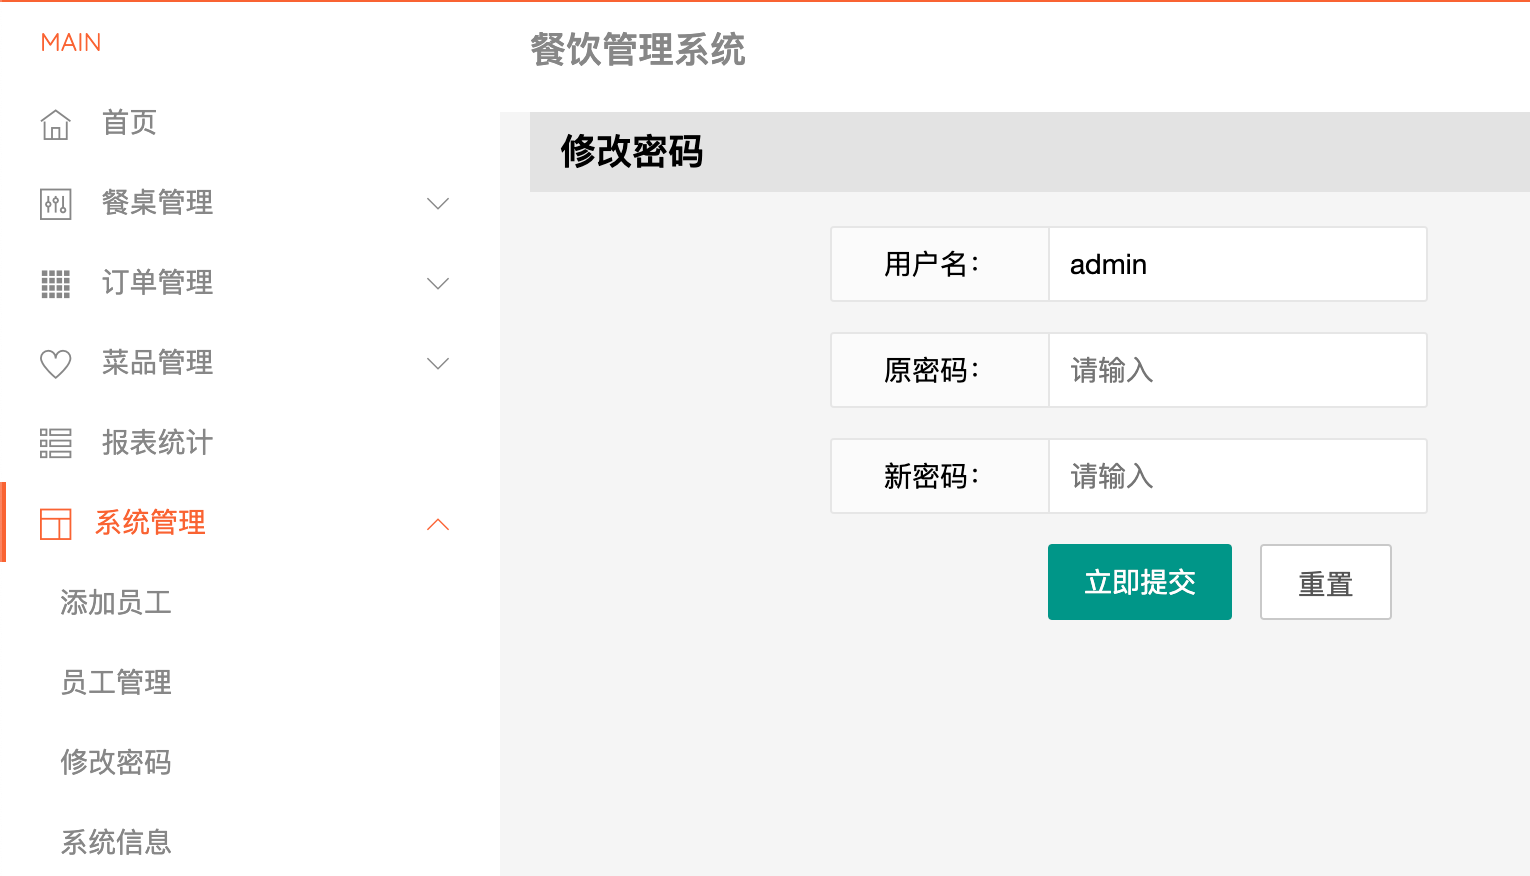 MAIN
首页
餐桌管理
订单管理
菜品管理
报表统计
系统管理
添加员工
员工管理
修改密码
系统信息
餐饮管理系统
修改密码
用户名： admin
原密码： 请输入
新密码： 请输入
立即提交 重置